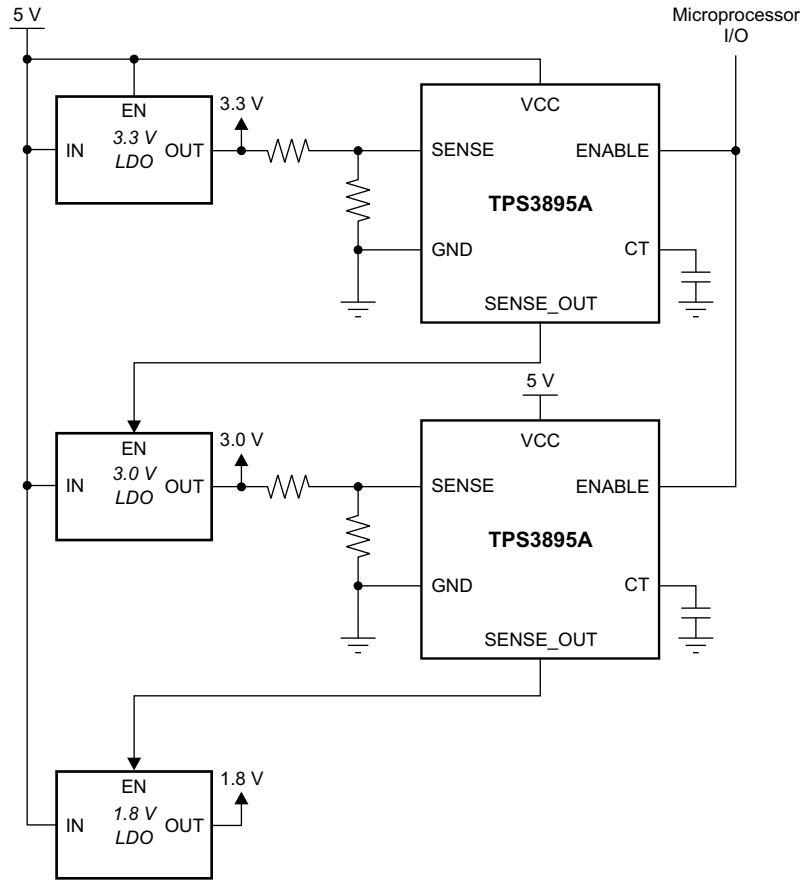 5 V
Microprocessor
I/O
EN
3.3 V
LDO
IN
OUT
3.3 V
VCC
SENSE
ENABLE
TPS3895A
GND
CT
SENSE_OUT
EN
3.0 V
LDO
IN
OUT
3.0 V
5 V
VCC
SENSE
ENABLE
TPS3895A
GND
CT
SENSE_OUT
EN
1.8 V
LDO
IN
OUT
1.8 V